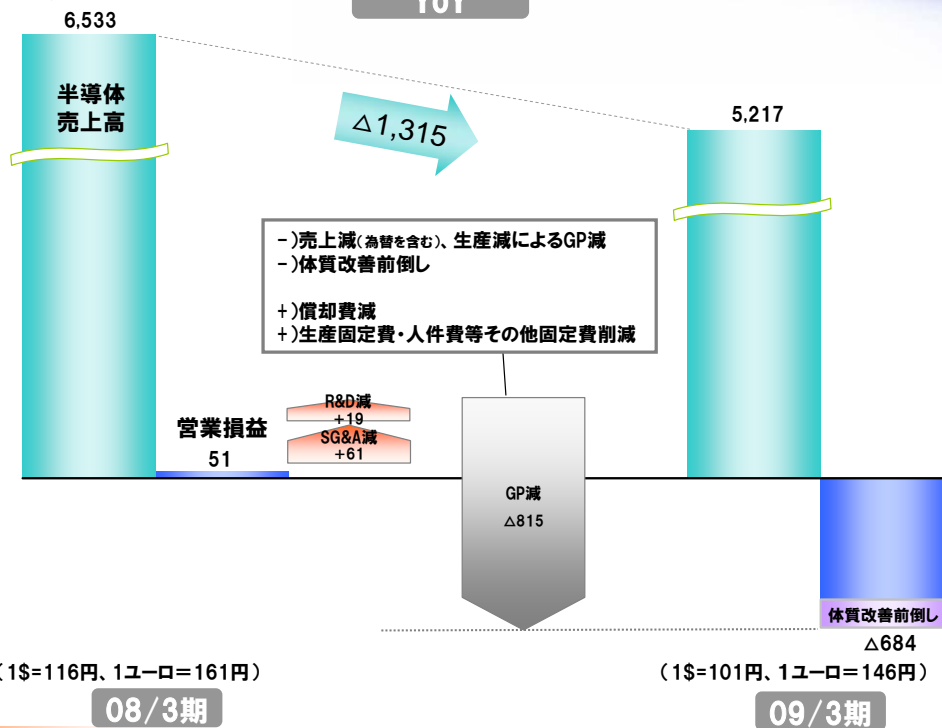 YoY
6,533
半導体
売上高
△1,315
5,217
-)売上減(為替を含む)、生産減によるGP減
-)体質改善前倒し
+)償却費減
+)生産固定費・人件費等その他固定費削減
R&D減
+19
SG&A減
+61
営業損益
51
GP減
△815
体質改善前倒し
△684
(1$=116円、1ユーロ=161円)
(1$=101円、1ユーロ=146円)
08/3期
09/3期